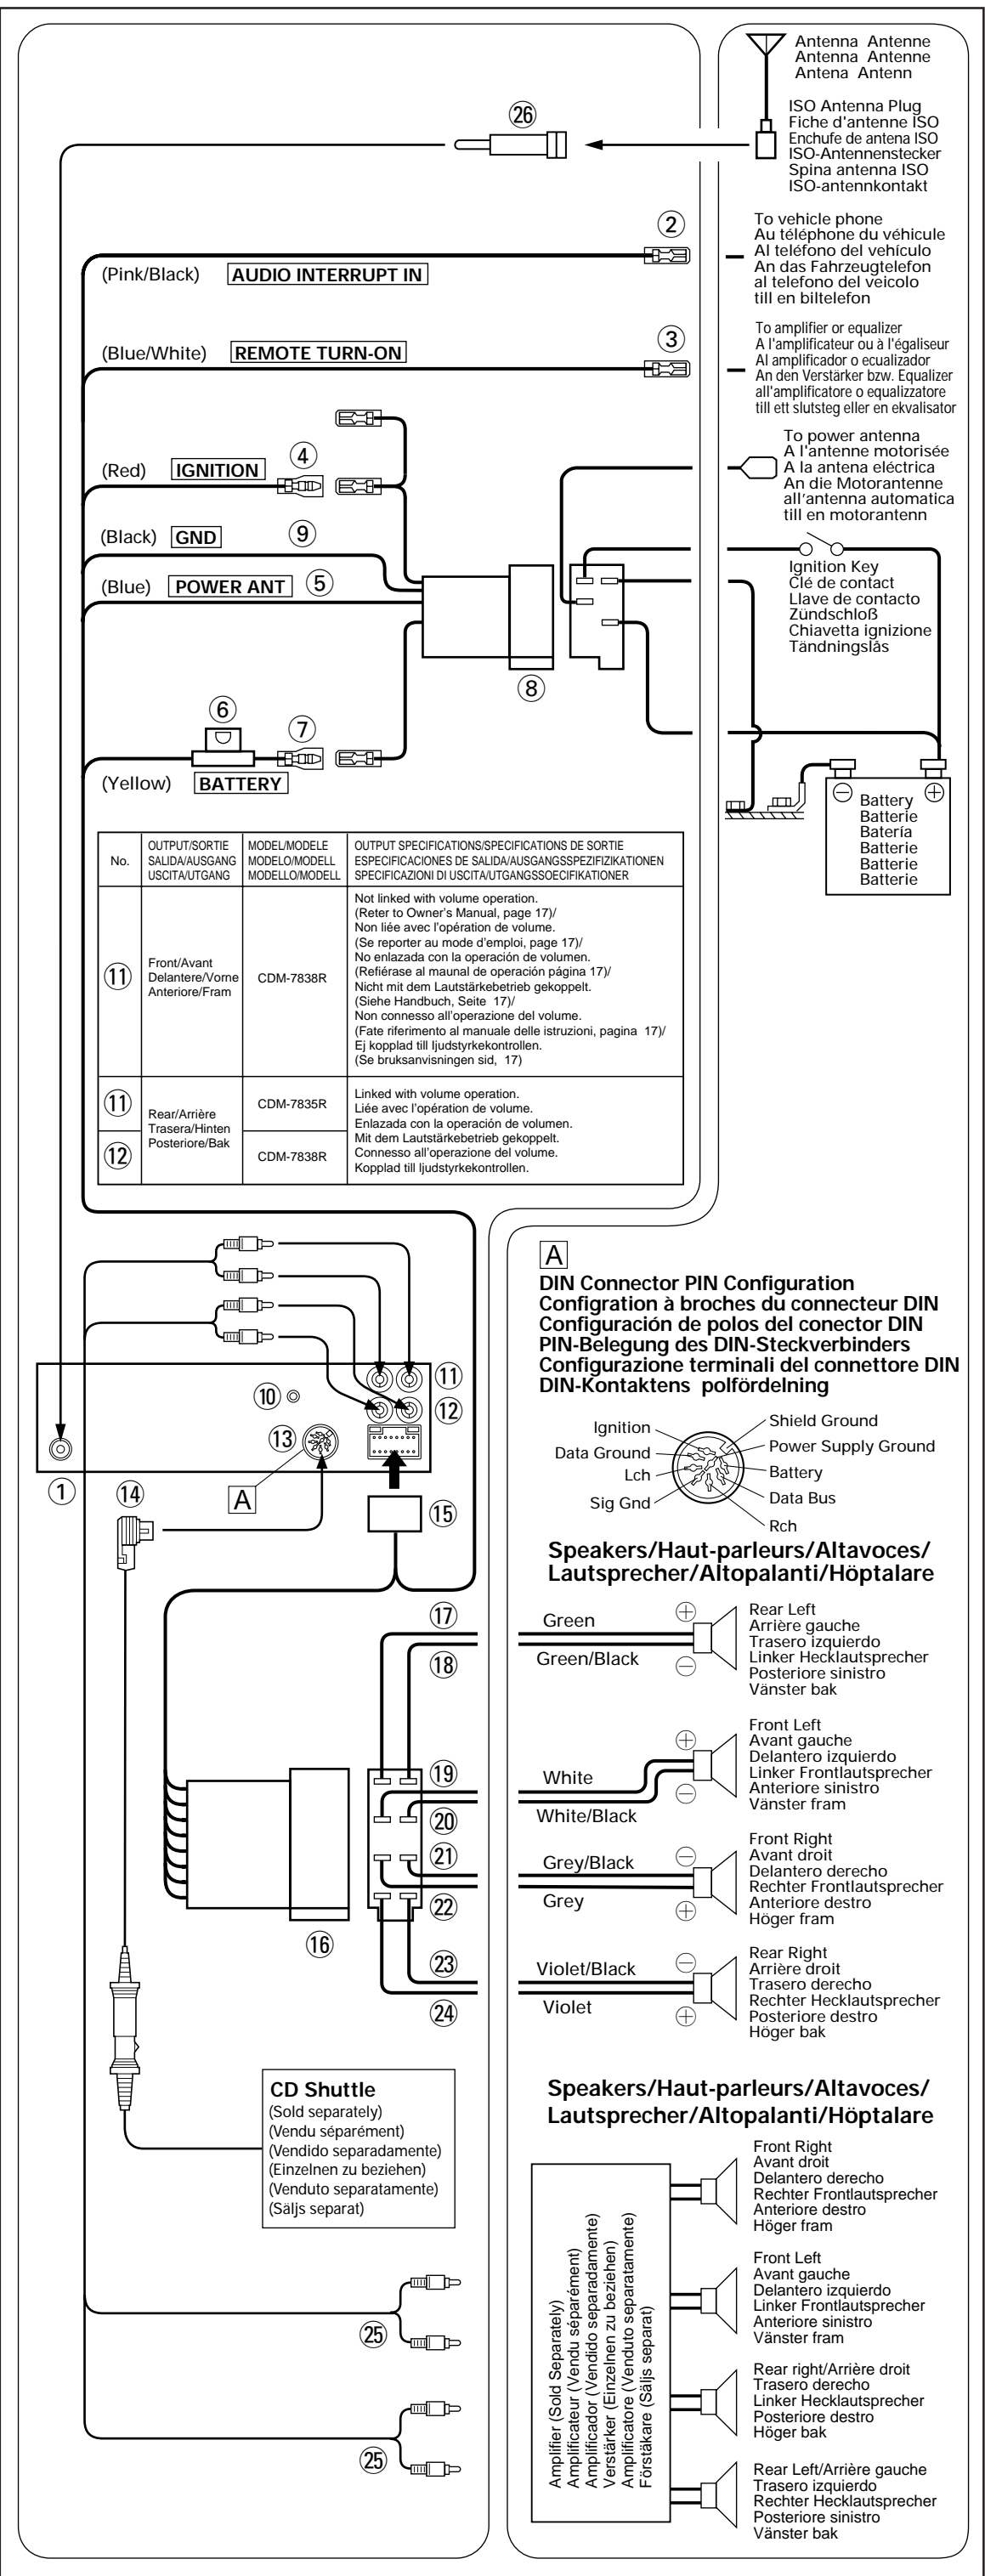 Antenna Antenne
Antenna Antenne
Antena Antenn
ISO Antenna Plug
Fiche d'antenne ISO
Enchufe de antena ISO
ISO-Antennenstecker
Spina antenna ISO
ISO-antennkontakt
26
2
(Pink/Black) AUDIO INTERRUPT IN
To vehicle phone
Au téléphone du véhicule
Al teléfono del vehículo
An das Fahrzeugtelefon
al telefono del veicolo
till en biltelefon
3
(Blue/White) REMOTE TURN-ON
To amplifier or equalizer
A l'amplificateur ou à l'égaliseur
Al amplificador o ecualizador
An den Verstärker bzw. Equalizer
all'amplificatore o equalizzatore
till ett slutsteg eller en ekvalisator
(Red) IGNITION 4
To power antenna
A l'antenne motorisée
A la antena eléctrica
An die Motorantenne
all'antenna automatica
till en motorantenn
(Black) GND 9
(Blue) POWER ANT 5
Ignition Key
Clé de contact
Llave de contacto
Zündschloß
Chiavetta ignizione
Tändningslås
8
6
7
(Yellow) BATTERY
⊖ ⊕
Battery
Batterie
Batería
Batterie
Batterie
Batterie
No.
OUTPUT/SORTIE
SALIDA/AUSGANG
USCITA/UTGANG
MODEL/MODELE
MODELO/MODELL
MODELLO/MODELL
OUTPUT SPECIFICATIONS/SPECIFICATIONS DE SORTIE
ESPECIFICACIONES DE SALIDA/AUSGANGSSPEZIFIZIKATIONEN
SPECIFICAZIONI DI USCITA/UTGANGSSOECIFIKATIONER
11
Front/Avant
Delantere/Vorne
Anteriore/Fram
CDM-7838R
Not linked with volume operation.
(Reter to Owner's Manual, page 17)/
Non liée avec l'opération de volume.
(Se reporter au mode d'emploi, page 17)/
No enlazada con la operación de volumen.
(Refiérase al maunal de operación página 17)/
Nicht mit dem Lautstärkebetrieb gekoppelt.
(Siehe Handbuch, Seite 17)/
Non connesso all'operazione del volume.
(Fate riferimento al manuale delle istruzioni, pagina 17)/
Ej kopplad till ljudstyrkekontrollen.
(Se bruksanvisningen sid, 17)
11
12
Rear/Arrière
Trasera/Hinten
Posteriore/Bak
CDM-7835R
CDM-7838R
Linked with volume operation.
Liée avec l'opération de volume.
Enlazada con la operación de volumen.
Mit dem Lautstärkebetrieb gekoppelt.
Connesso all'operazione del volume.
Kopplad till ljudstyrkekontrollen.
A
DIN Connector PIN Configuration
Configration à broches du connecteur DIN
Configuración de polos del conector DIN
PIN-Belegung des DIN-Steckverbinders
Configurazione terminali del connettore DIN
DIN-Kontaktens polfördelning
11
10
12
13
1
14
A
15
Ignition
Data Ground
Lch
Sig Gnd
Shield Ground
Power Supply Ground
Battery
Data Bus
Rch
Speakers/Haut-parleurs/Altavoces/
Lautsprecher/Altopalanti/Höptalare
17
Green
⊕
18
Green/Black
⊖
Rear Left
Arrière gauche
Trasero izquierdo
Linker Hecklautsprecher
Posteriore sinistro
Vänster bak
19
White
⊕
20
White/Black
⊖
Front Left
Avant gauche
Delantero izquierdo
Linker Frontlautsprecher
Anteriore sinistro
Vänster fram
21
Grey/Black
⊖
22
Grey
⊕
Front Right
Avant droit
Delantero derecho
Rechter Frontlautsprecher
Anteriore destro
Höger fram
16
23
Violet/Black
⊖
24
Violet
⊕
Rear Right
Arrière droit
Trasero derecho
Rechter Hecklautsprecher
Posteriore destro
Höger bak
CD Shuttle
(Sold separately)
(Vendu séparément)
(Vendido separadamente)
(Einzelnen zu beziehen)
(Venduto separatamente)
(Säljs separat)
Speakers/Haut-parleurs/Altavoces/
Lautsprecher/Altopalanti/Höptalare
Amplifier (Sold Separately)
Amplificateur (Vendu séparément)
Amplificador (Vendido separadamente)
Verstärker (Einzelnen zu beziehen)
Amplificatore (Venduto separatamente)
Förstäkare (Säljs separat)
Front Right
Avant droit
Delantero derecho
Rechter Frontlautsprecher
Anteriore destro
Höger fram
Front Left
Avant gauche
Delantero izquierdo
Linker Frontlautsprecher
Anteriore sinistro
Vänster fram
Rear right/Arrière droit
Trasero derecho
Linker Hecklautsprecher
Posteriore destro
Höger bak
Rear Left/Arrière gauche
Trasero izquierdo
Rechter Hecklautsprecher
Posteriore sinistro
Vänster bak
25
25